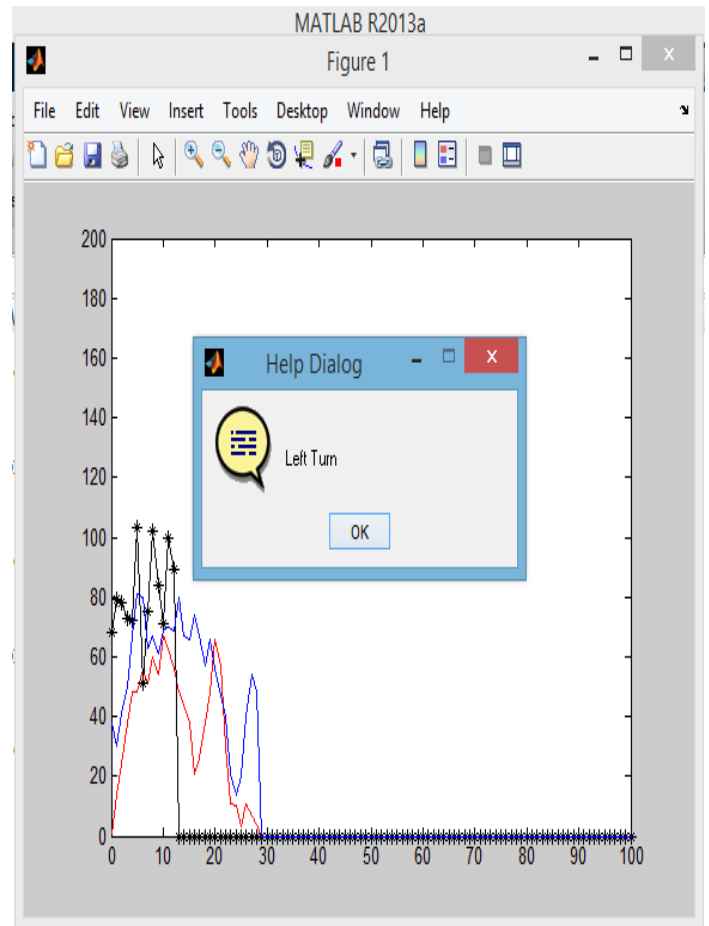 MATLAB R2013a
Figure 1
File Edit View Insert Tools Desktop Window Help
200
180
160
140
120
100
80
60
40
20
0
Help Dialog
Left Turn
OK
0 10 20 30 40 50 60 70 80 90 100